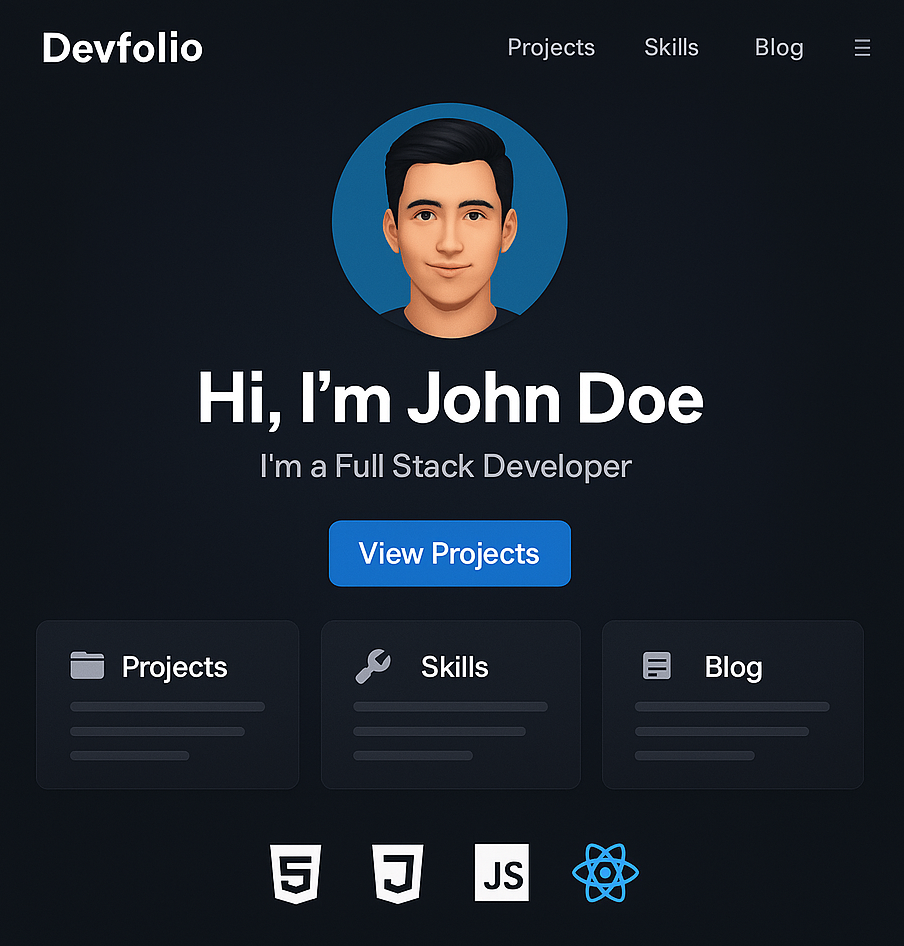 Devfolio
Projects Skills Blog
Hi, I’m John Doe
I'm a Full Stack Developer
View Projects
Projects
Skills
Blog
5 J JS